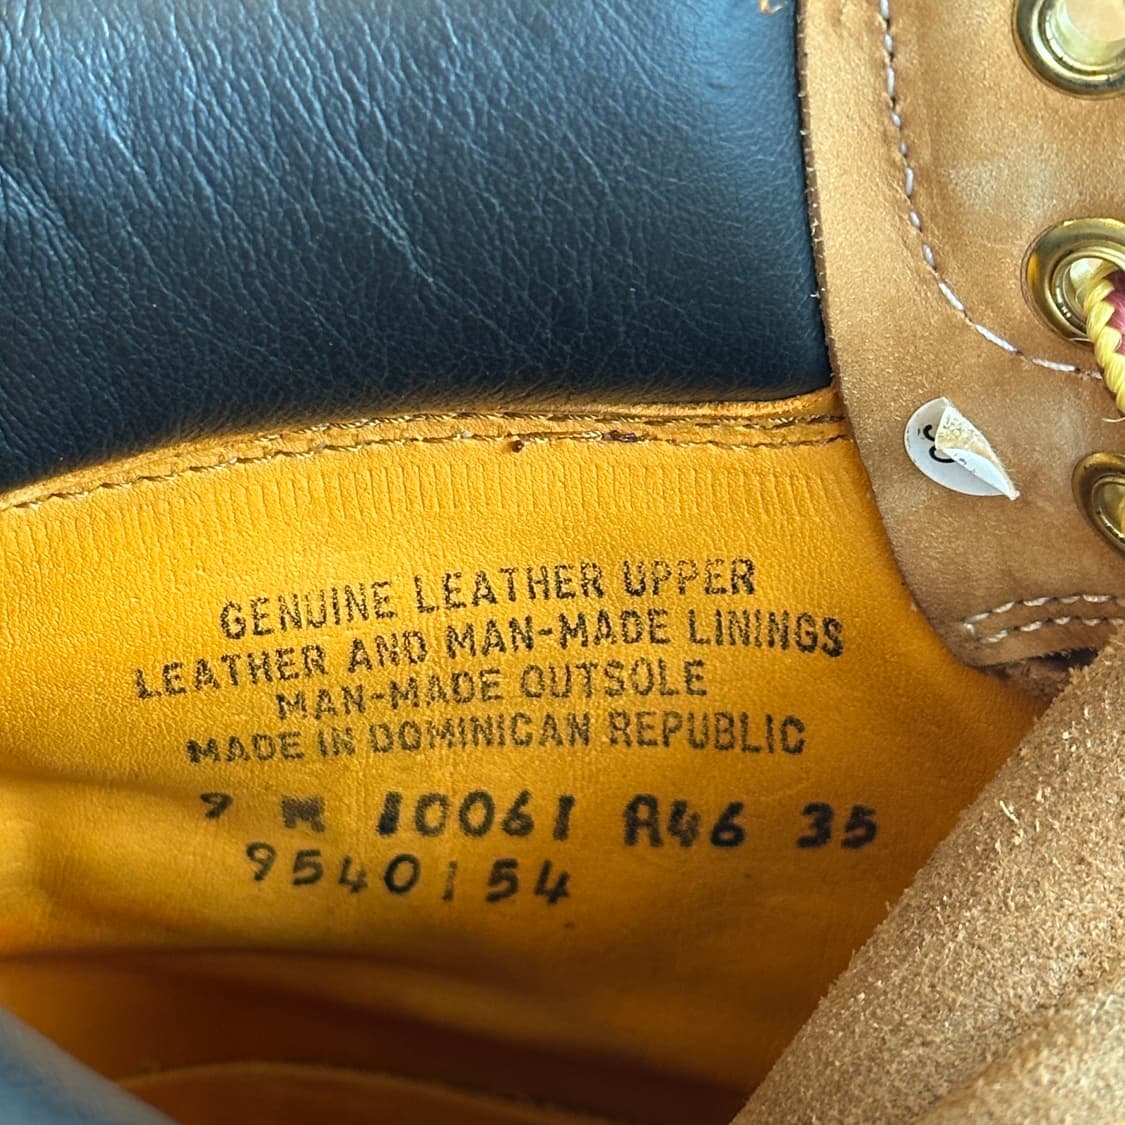 GENUINE LEATHER UPPER
LEATHER AND MAN-MADE LININGS
MAN-MADE OUTSOLE
MADE IN DOMINICAN REPUBLIC
9 M 10061 A46 35
9540154